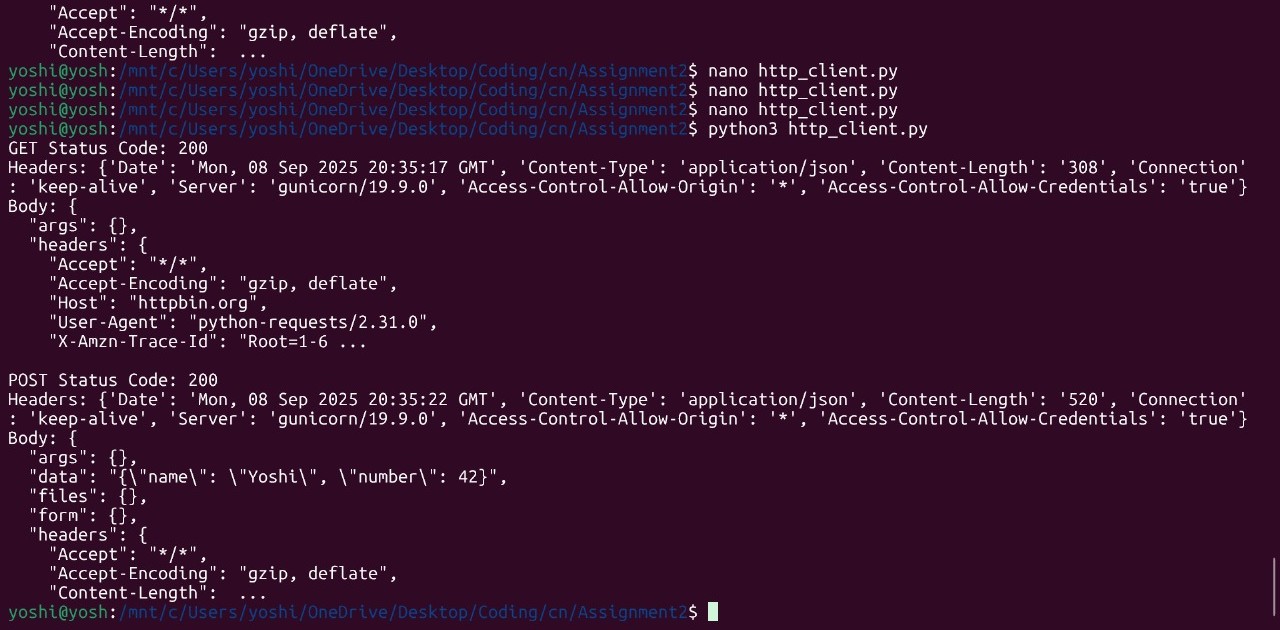 "Accept": "*/*",
    "Accept-Encoding": "gzip, deflate",
    "Content-Length":  ...
yoshi@yosh:/mnt/c/Users/yoshi/OneDrive/Desktop/Coding/cn/Assignment2$ nano http_client.py
yoshi@yosh:/mnt/c/Users/yoshi/OneDrive/Desktop/Coding/cn/Assignment2$ nano http_client.py
yoshi@yosh:/mnt/c/Users/yoshi/OneDrive/Desktop/Coding/cn/Assignment2$ nano http_client.py
yoshi@yosh:/mnt/c/Users/yoshi/OneDrive/Desktop/Coding/cn/Assignment2$ python3 http_client.py
GET Status Code: 200
Headers: {'Date': 'Mon, 08 Sep 2025 20:35:17 GMT', 'Content-Type': 'application/json', 'Content-Length': '308', 'Connection'
: 'keep-alive', 'Server': 'gunicorn/19.9.0', 'Access-Control-Allow-Origin': '*', 'Access-Control-Allow-Credentials': 'true'}
Body: {
  "args": {},
  "headers": {
    "Accept": "*/*",
    "Accept-Encoding": "gzip, deflate",
    "Host": "httpbin.org",
    "User-Agent": "python-requests/2.31.0",
    "X-Amzn-Trace-Id": "Root=1-6 ...

POST Status Code: 200
Headers: {'Date': 'Mon, 08 Sep 2025 20:35:22 GMT', 'Content-Type': 'application/json', 'Content-Length': '520', 'Connection'
: 'keep-alive', 'Server': 'gunicorn/19.9.0', 'Access-Control-Allow-Origin': '*', 'Access-Control-Allow-Credentials': 'true'}
Body: {
  "args": {},
  "data": "{\"name\": \"Yoshi\", \"number\": 42}",
  "files": {},
  "form": {},
  "headers": {
    "Accept": "*/*",
    "Accept-Encoding": "gzip, deflate",
    "Content-Length":  ...
yoshi@yosh:/mnt/c/Users/yoshi/OneDrive/Desktop/Coding/cn/Assignment2$